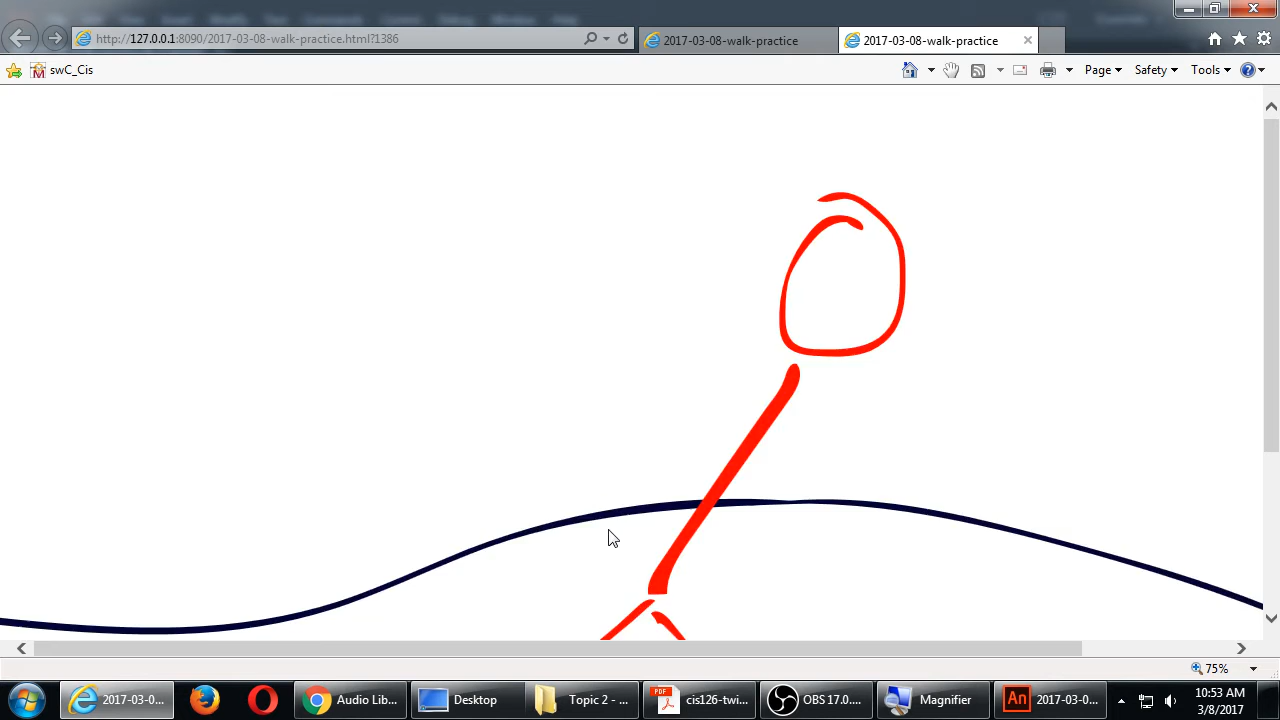 http://127.0.0.1:8090/2017-03-08-walk-practice.html?1386
2017-03-08-walk-practice
2017-03-08-walk-practice
swC_Cis
Page
Safety
Tools
75%
2017-03-0...
Audio Lib...
Desktop
Topic 2 - ...
PDF
cis126-twi...
OBS 17.0....
Magnifier
An
2017-03-0...
10:53 AM
3/8/2017